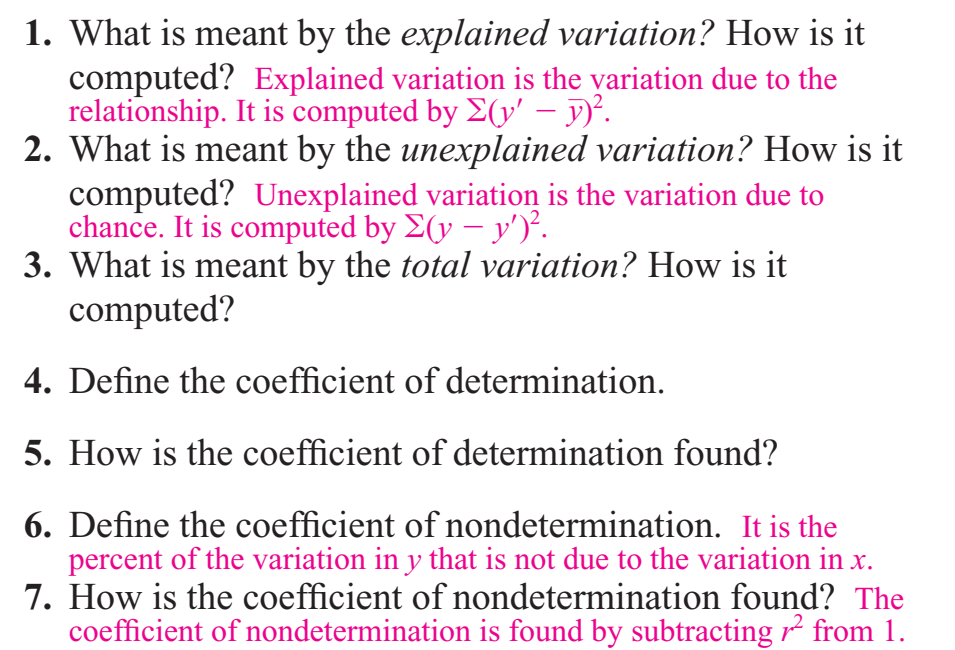 1. What is meant by the explained variation? How is it
computed? Explained variation is the variation due to the
relationship. It is computed by Σ(y′ − y̅)².
2. What is meant by the unexplained variation? How is it
computed? Unexplained variation is the variation due to
chance. It is computed by Σ(y − y′)².
3. What is meant by the total variation? How is it
computed?
4. Define the coefficient of determination.
5. How is the coefficient of determination found?
6. Define the coefficient of nondetermination. It is the
percent of the variation in y that is not due to the variation in x.
7. How is the coefficient of nondetermination found? The
coefficient of nondetermination is found by subtracting r² from 1.